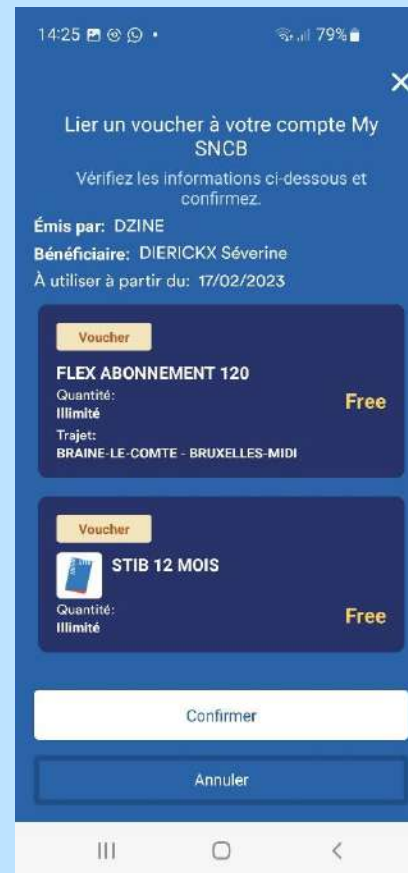 14:25
79%
Lier un voucher à votre compte My
SNCB
Vérifiez les informations ci-dessous et
confirmez.
Émis par: DZINE
Bénéficiaire: DIERICKX Séverine
À utiliser à partir du: 17/02/2023
Voucher
FLEX ABONNEMENT 120
Quantité:
Illimité
Free
Trajet:
BRAINE-LE-COMTE - BRUXELLES-MIDI
Voucher
STIB 12 MOIS
Quantité:
Illimité
Free
Confirmer
Annuler